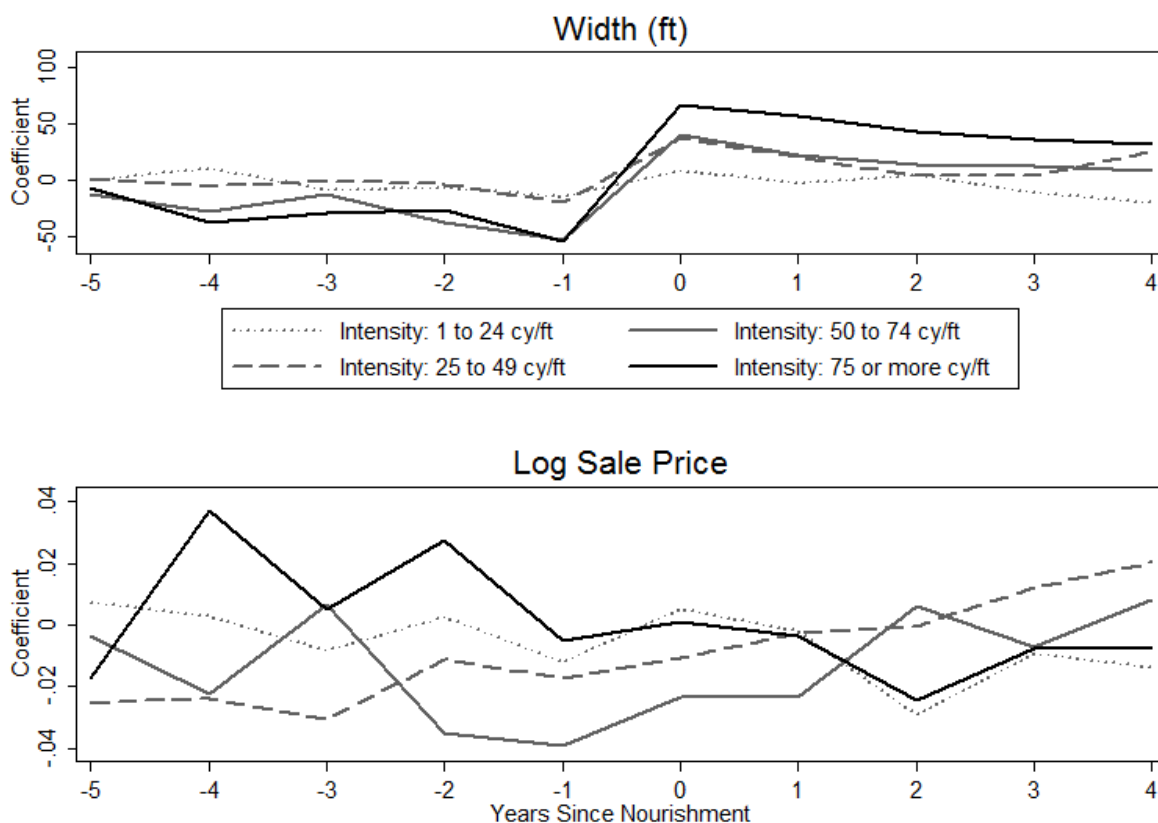 Width (ft)
Coefficient
100
50
0
-50
-5 -4 -3 -2 -1 0 1 2 3 4
Intensity: 1 to 24 cy/ft Intensity: 50 to 74 cy/ft
Intensity: 25 to 49 cy/ft Intensity: 75 or more cy/ft
Log Sale Price
Coefficient
.04
.02
0
-.02
-.04
-5 -4 -3 -2 -1 0 1 2 3 4
Years Since Nourishment